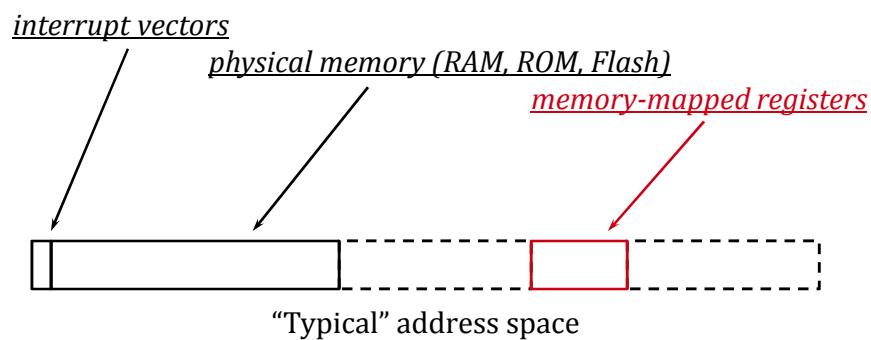 interrupt vectors
physical memory (RAM, ROM, Flash)
memory-mapped registers
“Typical” address space